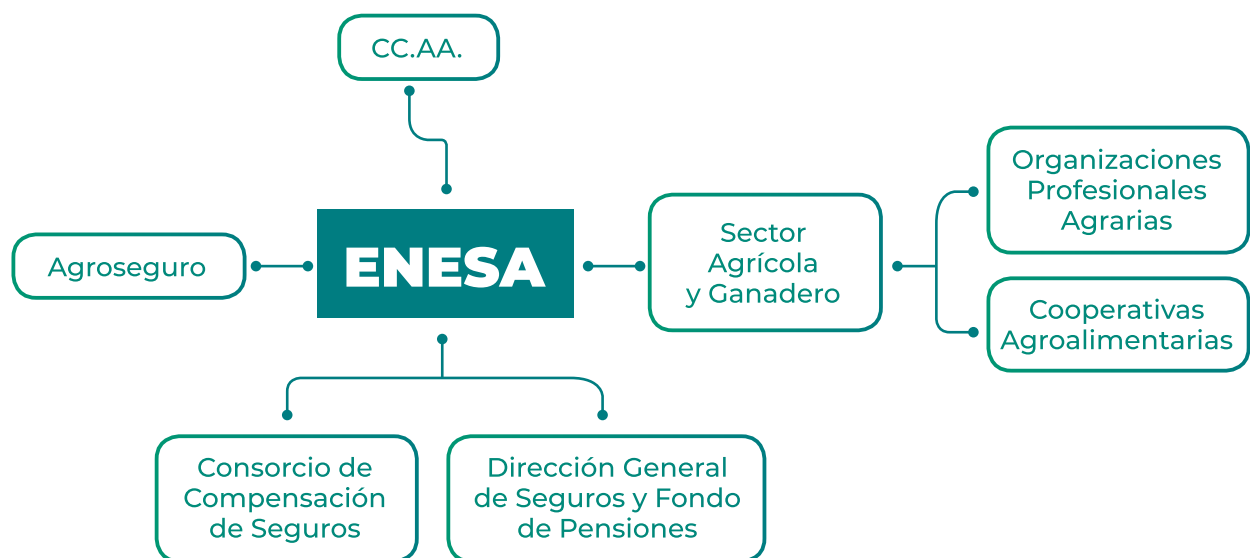 CC.AA.
Agroseguro
ENESA
Sector
Agrícola
y Ganadero
Organizaciones
Profesionales
Agrarias
Cooperativas
Agroalimentarias
Consorcio de
Compensación
de Seguros
Dirección General
de Seguros y Fondo
de Pensiones